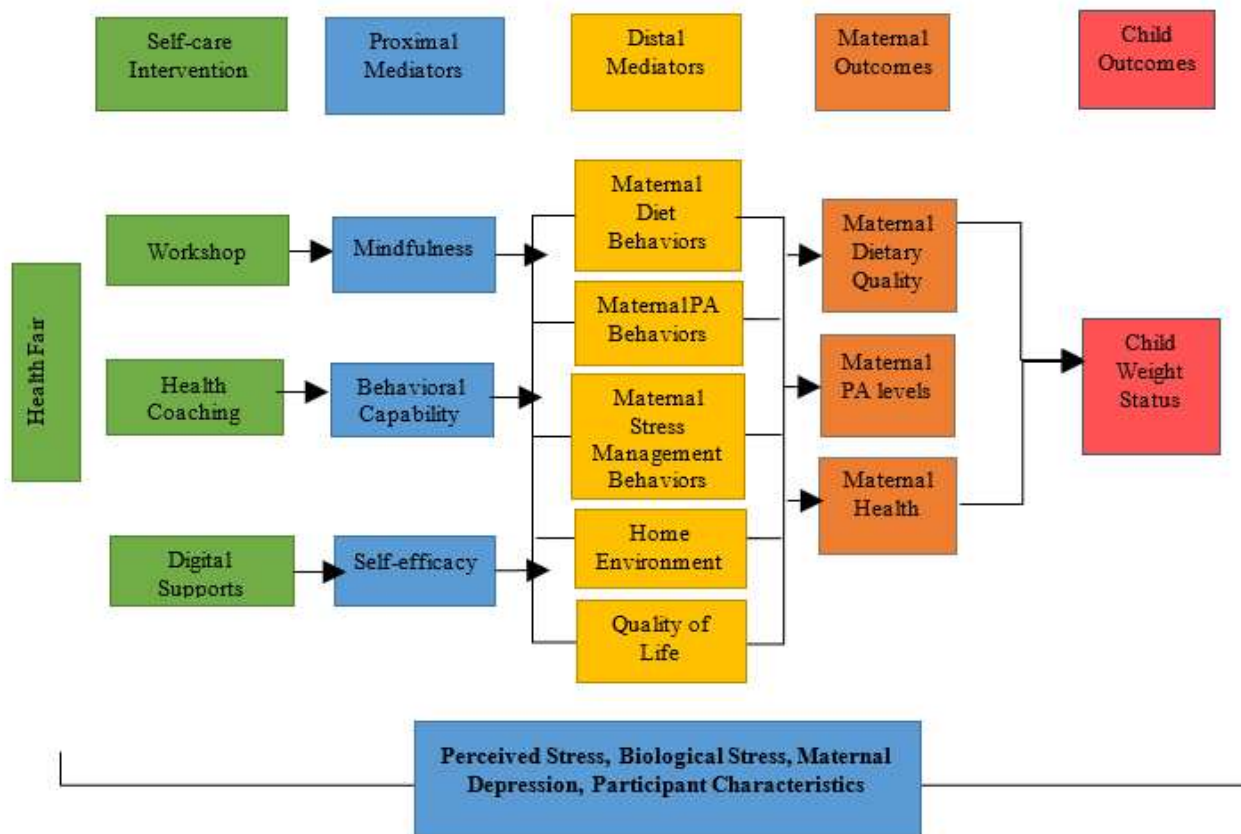 Self-care
Intervention
Proximal
Mediators
Distal
Mediators
Maternal
Outcomes
Child
Outcomes
Health Fair
Workshop
Mindfulness
Maternal
Diet
Behaviors
Maternal
Dietary
Quality
MaternalPA
Behaviors
Health
Coaching
Behavioral
Capability
Maternal
Stress
Management
Behaviors
Maternal
PA levels
Child
Weight
Status
Maternal
Health
Digital
Supports
Self-efficacy
Home
Environment
Quality of
Life
Perceived Stress, Biological Stress, Maternal
Depression, Participant Characteristics